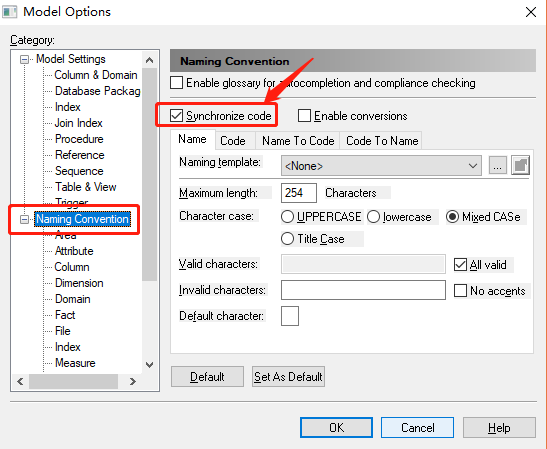 Model Options
Category:
Model Settings
Column & Domain
Database Package
Index
Join Index
Procedure
Reference
Sequence
Table & View
Trigger
Naming Convention
Area
Attribute
Column
Dimension
Domain
Fact
File
Index
Measure
Naming Convention
Enable glossary for autocompletion and compliance checking
Synchronize code
Enable conversions
Name
Code
Name To Code
Code To Name
Naming template:
<None>
...
Maximum length:
254
Characters
Character case:
UPPERCASE
lowercase
Mixed CASe
Title Case
Valid characters:
All valid
Invalid characters:
No accents
Default character:
Default
Set As Default
OK
Cancel
Help